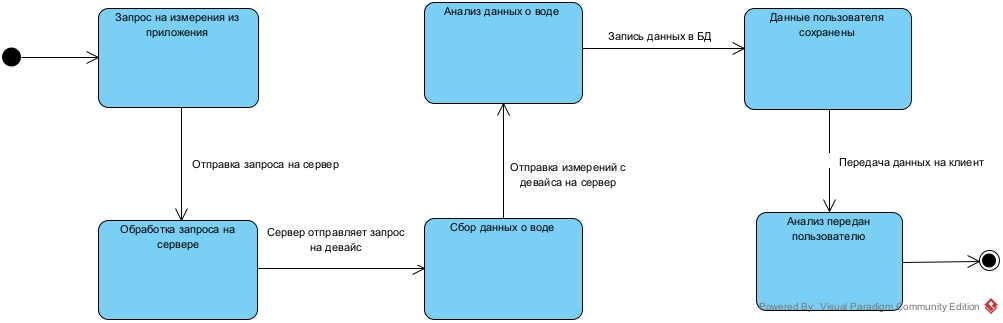 Запрос на измерения из
приложения
Отправка запроса на сервер
Обработка запроса на
сервере
Сервер отправляет запрос
на девайс
Сбор данных о воде
Отправка измерений с
девайса на сервер
Анализ данных о воде
Запись данных в БД
Данные пользователя
сохранены
Передача данных на клиент
Анализ передан
пользователю
Powered By Visual Paradigm Community Edition